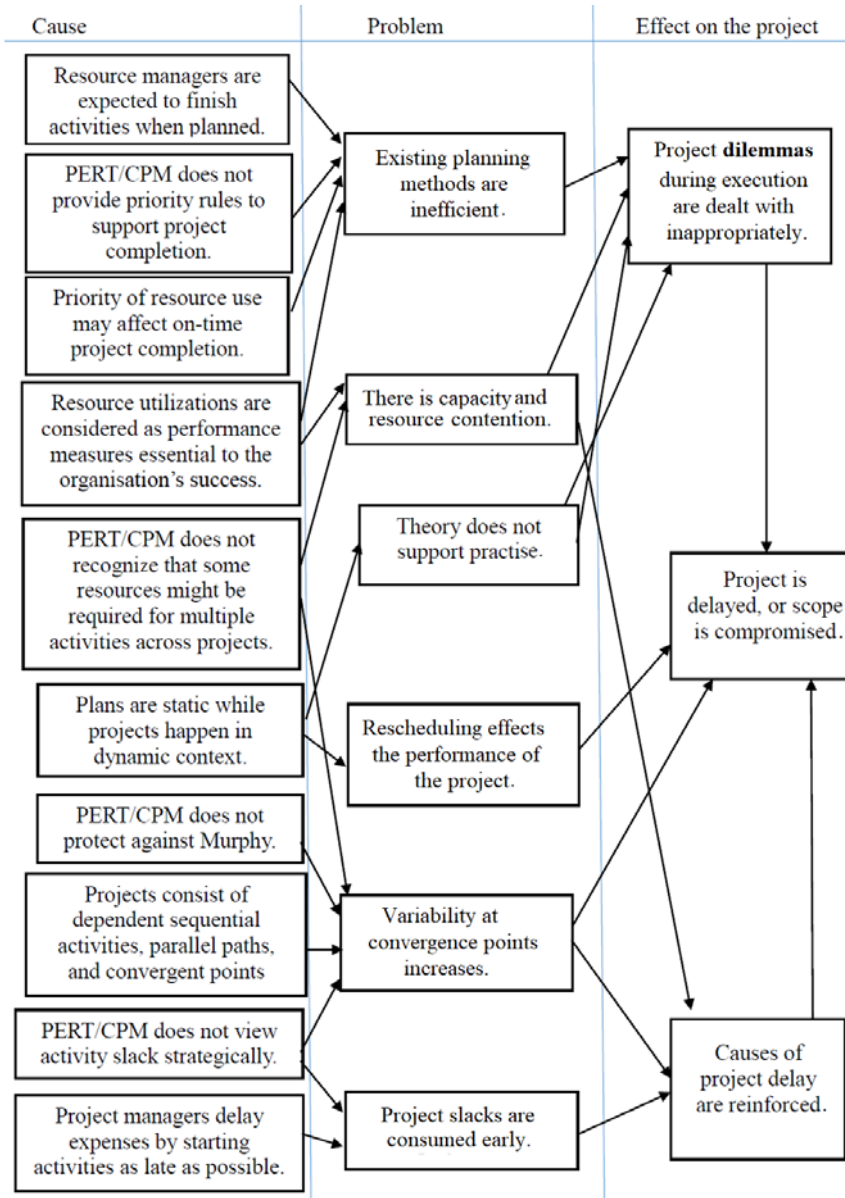 Cause
Problem
Effect on the project
Resource managers are
expected to finish
activities when planned.
PERT/CPM does not
provide priority rules to
support project
completion.
Priority of resource use
may affect on-time
project completion.
Resource utilizations are
considered as performance
measures essential to the
organisation’s success.
PERT/CPM does not
recognize that some
resources might be
required for multiple
activities across projects.
Plans are static while
projects happen in
dynamic context.
PERT/CPM does not
protect against Murphy.
Projects consist of
dependent sequential
activities, parallel paths,
and convergent points
PERT/CPM does not view
activity slack strategically.
Project managers delay
expenses by starting
activities as late as possible.
Existing planning
methods are
inefficient.
There is capacity and
resource contention.
Theory does not
support practise.
Rescheduling effects
the performance of
the project.
Variability at
convergence points
increases.
Project slacks are
consumed early.
Project dilemmas
during execution
are dealt with
inappropriately.
Project is
delayed, or scope
is compromised.
Causes of
project delay
are reinforced.